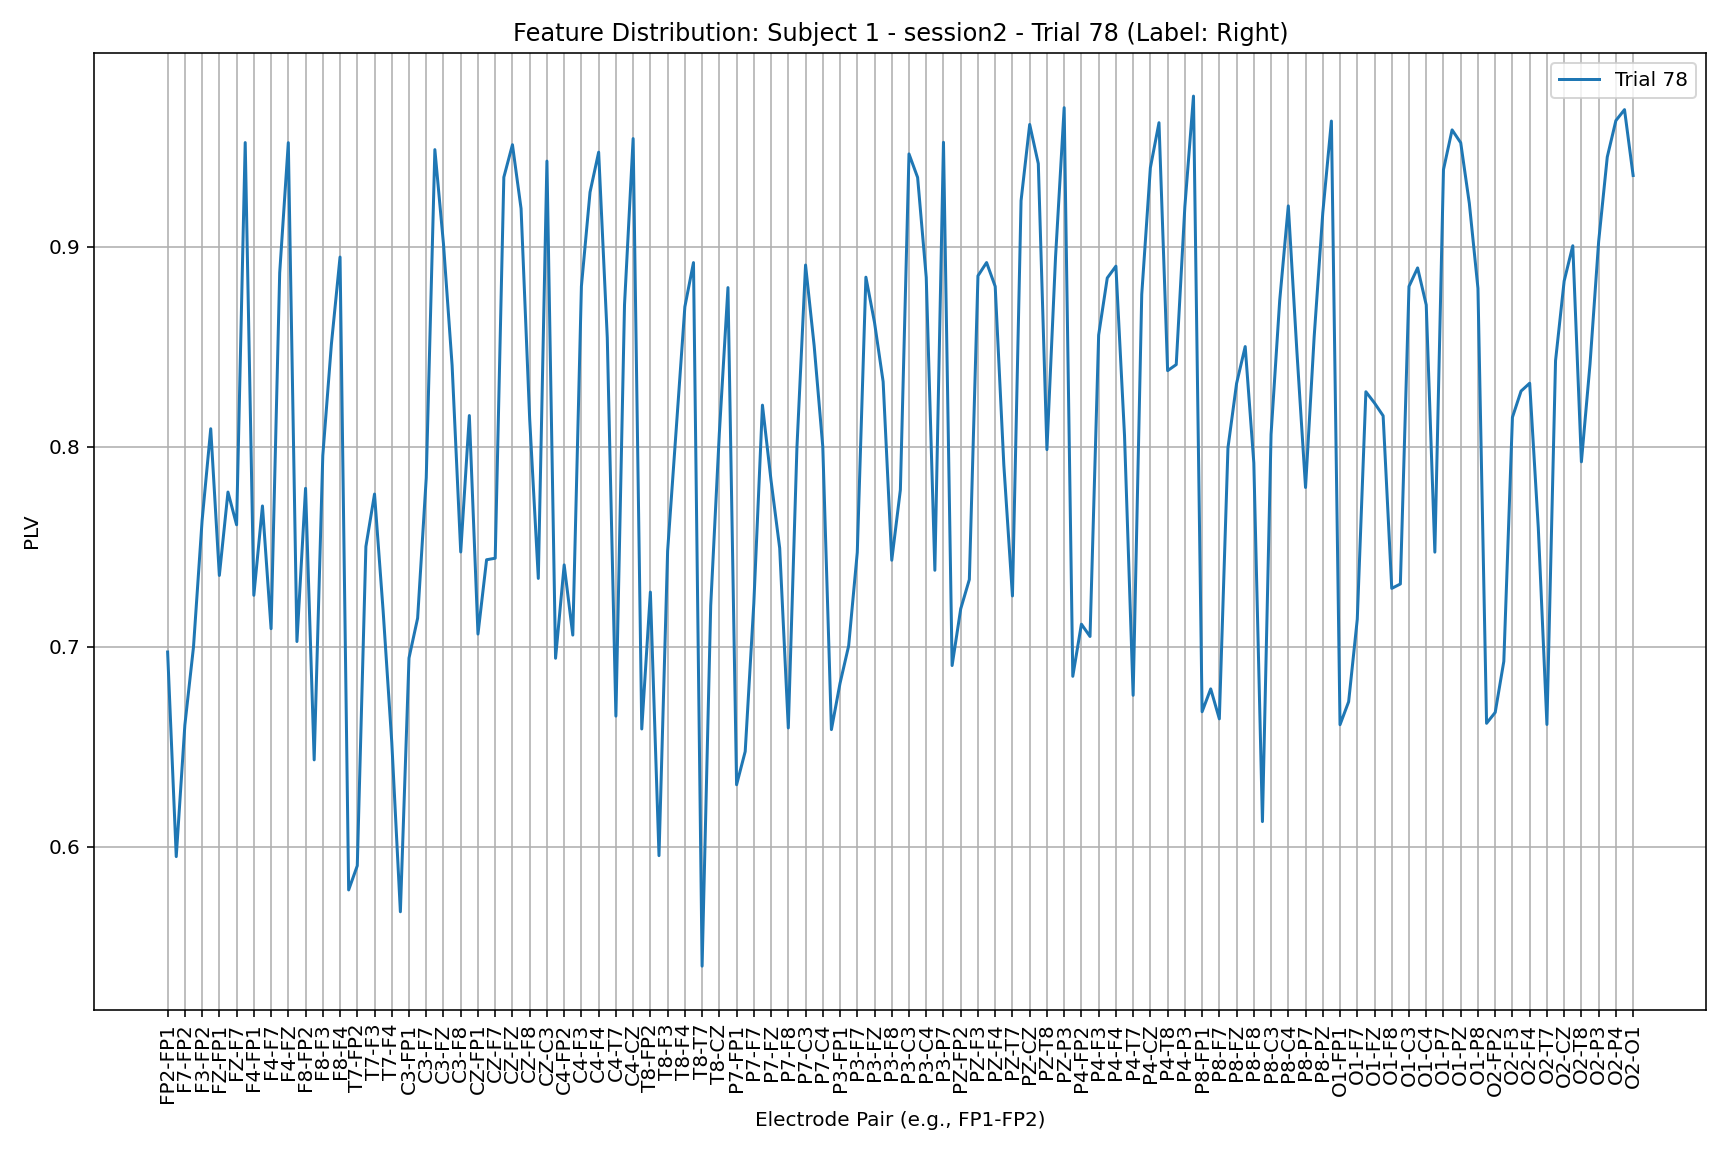 Feature Distribution: Subject 1 - session2 - Trial 78 (Label: Right)
Trial 78
PLV
0.9
0.8
0.7
0.6
FP2-FP1
F7-FP2
F3-FP2
FZ-FP1
FZ-F7
F4-FP1
F4-F7
F4-FZ
F8-FP2
F8-F3
F8-F4
T7-FP2
T7-F3
T7-F4
C3-FP1
C3-F7
C3-FZ
C3-F8
CZ-FP1
CZ-F7
CZ-FZ
CZ-F8
CZ-C3
C4-FP2
C4-F3
C4-F4
C4-T7
C4-CZ
T8-FP2
T8-F3
T8-F4
T8-T7
T8-CZ
P7-FP1
P7-F7
P7-FZ
P7-F8
P7-C3
P7-C4
P3-FP1
P3-F7
P3-FZ
P3-F8
P3-C3
P3-C4
P3-P7
PZ-FP2
PZ-F3
PZ-F4
PZ-T7
PZ-CZ
PZ-T8
PZ-P3
P4-FP2
P4-F3
P4-F4
P4-T7
P4-CZ
P4-T8
P4-P3
P8-FP1
P8-F7
P8-FZ
P8-F8
P8-C3
P8-C4
P8-P7
P8-PZ
O1-FP1
O1-F7
O1-FZ
O1-F8
O1-C3
O1-C4
O1-P7
O1-PZ
O1-P8
O2-FP2
O2-F3
O2-F4
O2-T7
O2-CZ
O2-T8
O2-P3
O2-P4
O2-O1
Electrode Pair (e.g., FP1-FP2)